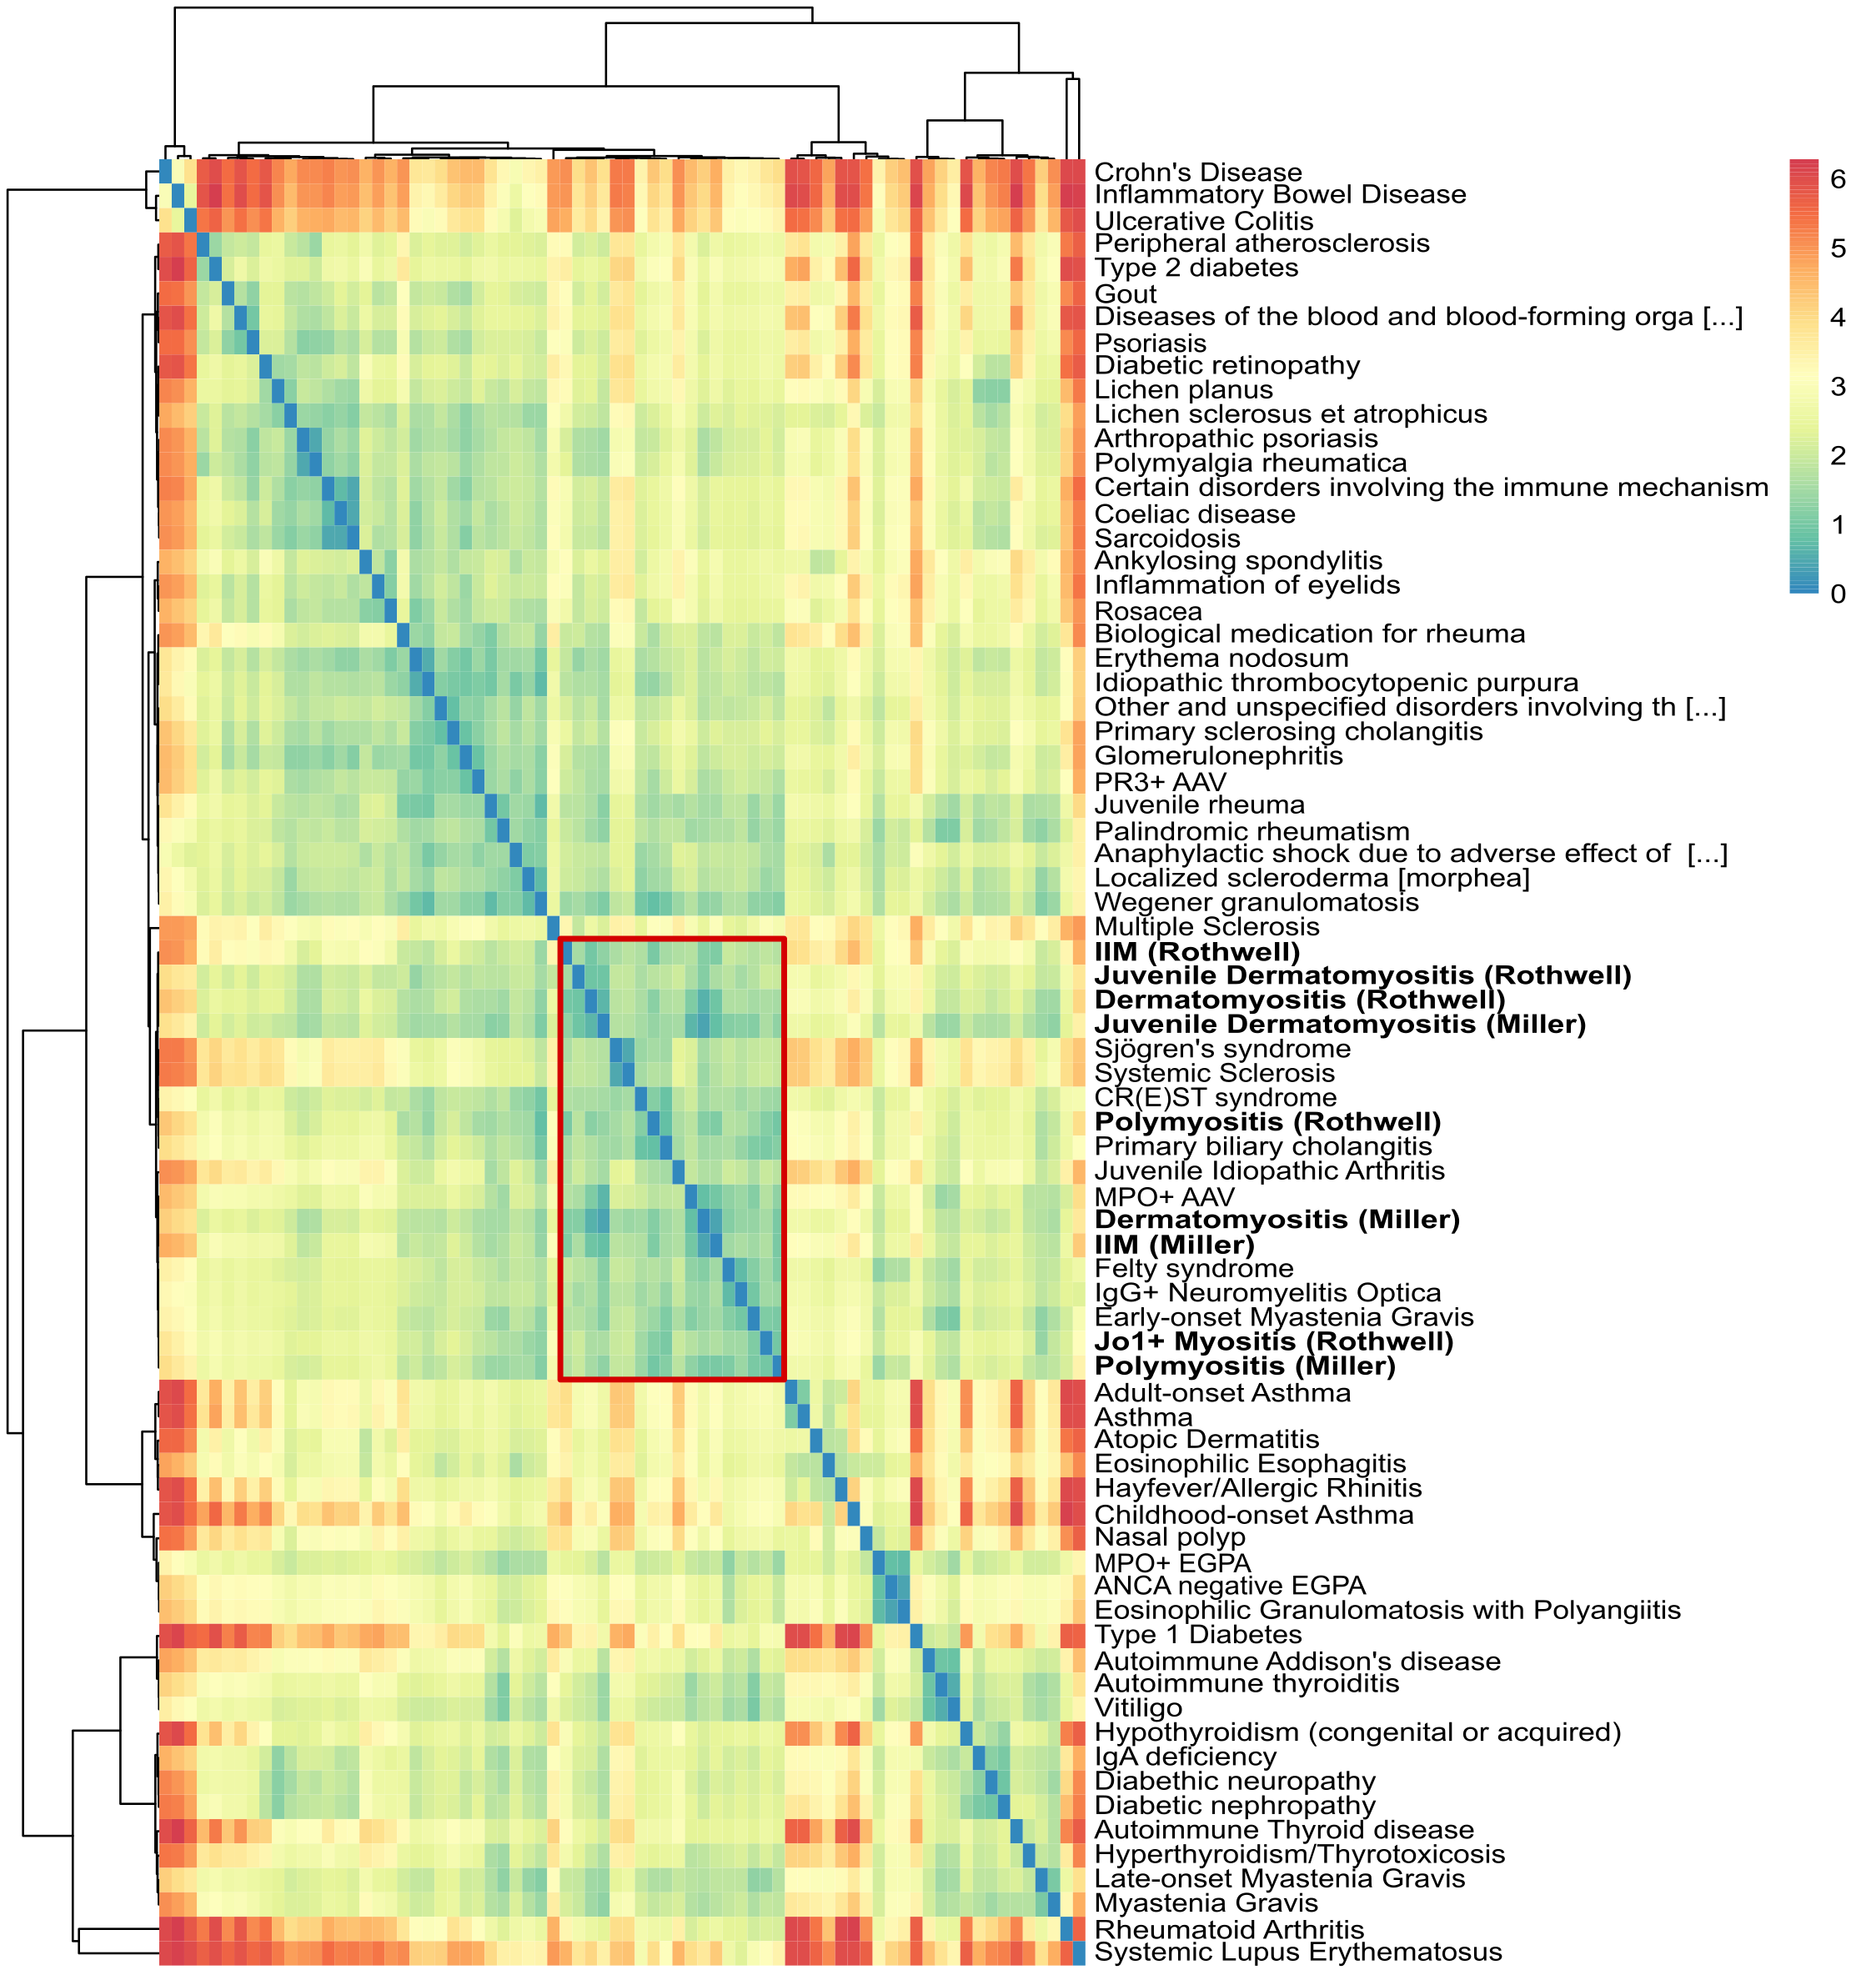 Crohn's Disease
Inflammatory Bowel Disease
Ulcerative Colitis
Peripheral atherosclerosis
Type 2 diabetes
Gout
Diseases of the blood and blood-forming orga [...]
Psoriasis
Diabetic retinopathy
Lichen planus
Lichen sclerosus et atrophicus
Arthropathic psoriasis
Polymyalgia rheumatica
Certain disorders involving the immune mechanism
Coeliac disease
Sarcoidosis
Ankylosing spondylitis
Inflammation of eyelids
Rosacea
Biological medication for rheuma
Erythema nodosum
Idiopathic thrombocytopenic purpura
Other and unspecified disorders involving th [...]
Primary sclerosing cholangitis
Glomerulonephritis
PR3+ AAV
Juvenile rheuma
Palindromic rheumatism
Anaphylactic shock due to adverse effect of [...]
Localized scleroderma [morphea]
Wegener granulomatosis
Multiple Sclerosis
IIM (Rothwell)
Juvenile Dermatomyositis (Rothwell)
Dermatomyositis (Rothwell)
Juvenile Dermatomyositis (Miller)
Sjögren's syndrome
Systemic Sclerosis
CR(E)ST syndrome
Polymyositis (Rothwell)
Primary biliary cholangitis
Juvenile Idiopathic Arthritis
MPO+ AAV
Dermatomyositis (Miller)
IIM (Miller)
Felty syndrome
IgG+ Neuromyelitis Optica
Early-onset Myastenia Gravis
Jo1+ Myositis (Rothwell)
Polymyositis (Miller)
Adult-onset Asthma
Asthma
Atopic Dermatitis
Eosinophilic Esophagitis
Hayfever/Allergic Rhinitis
Childhood-onset Asthma
Nasal polyp
MPO+ EGPA
ANCA negative EGPA
Eosinophilic Granulomatosis with Polyangiitis
Type 1 Diabetes
Autoimmune Addison's disease
Autoimmune thyroiditis
Vitiligo
Hypothyroidism (congenital or acquired)
IgA deficiency
Diabethic neuropathy
Diabetic nephropathy
Autoimmune Thyroid disease
Hyperthyroidism/Thyrotoxicosis
Late-onset Myastenia Gravis
Myastenia Gravis
Rheumatoid Arthritis
Systemic Lupus Erythematosus
6
5
4
3
2
1
0